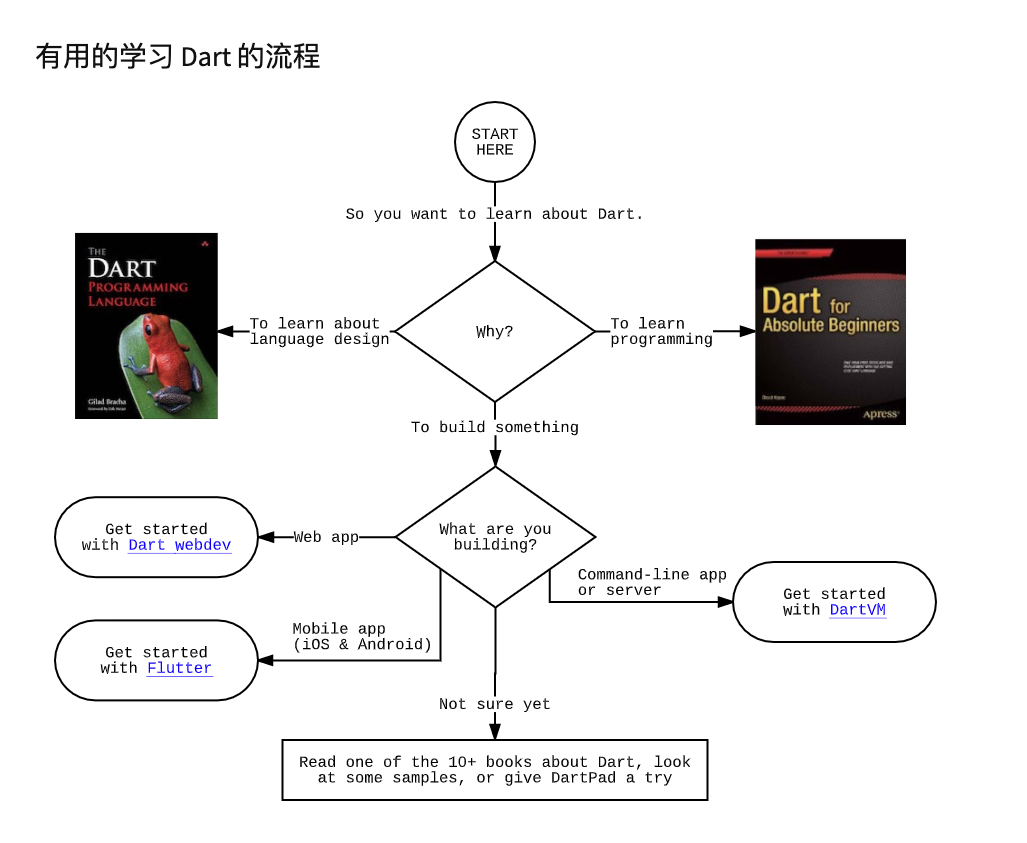 有用的学习 Dart 的流程
START
HERE
So you want to learn about Dart.
THE
DART
PROGRAMMING
LANGUAGE
Gilad Bracha
To learn about
language design
Why?
To learn
programming
Dart for
Absolute Beginners
Apress
To build something
Get started
with Dart webdev
Web app
What are you
building?
Command-line app
or server
Get started
with DartVM
Mobile app
(iOS & Android)
Get started
with Flutter
Not sure yet
Read one of the 10+ books about Dart, look
at some samples, or give DartPad a try